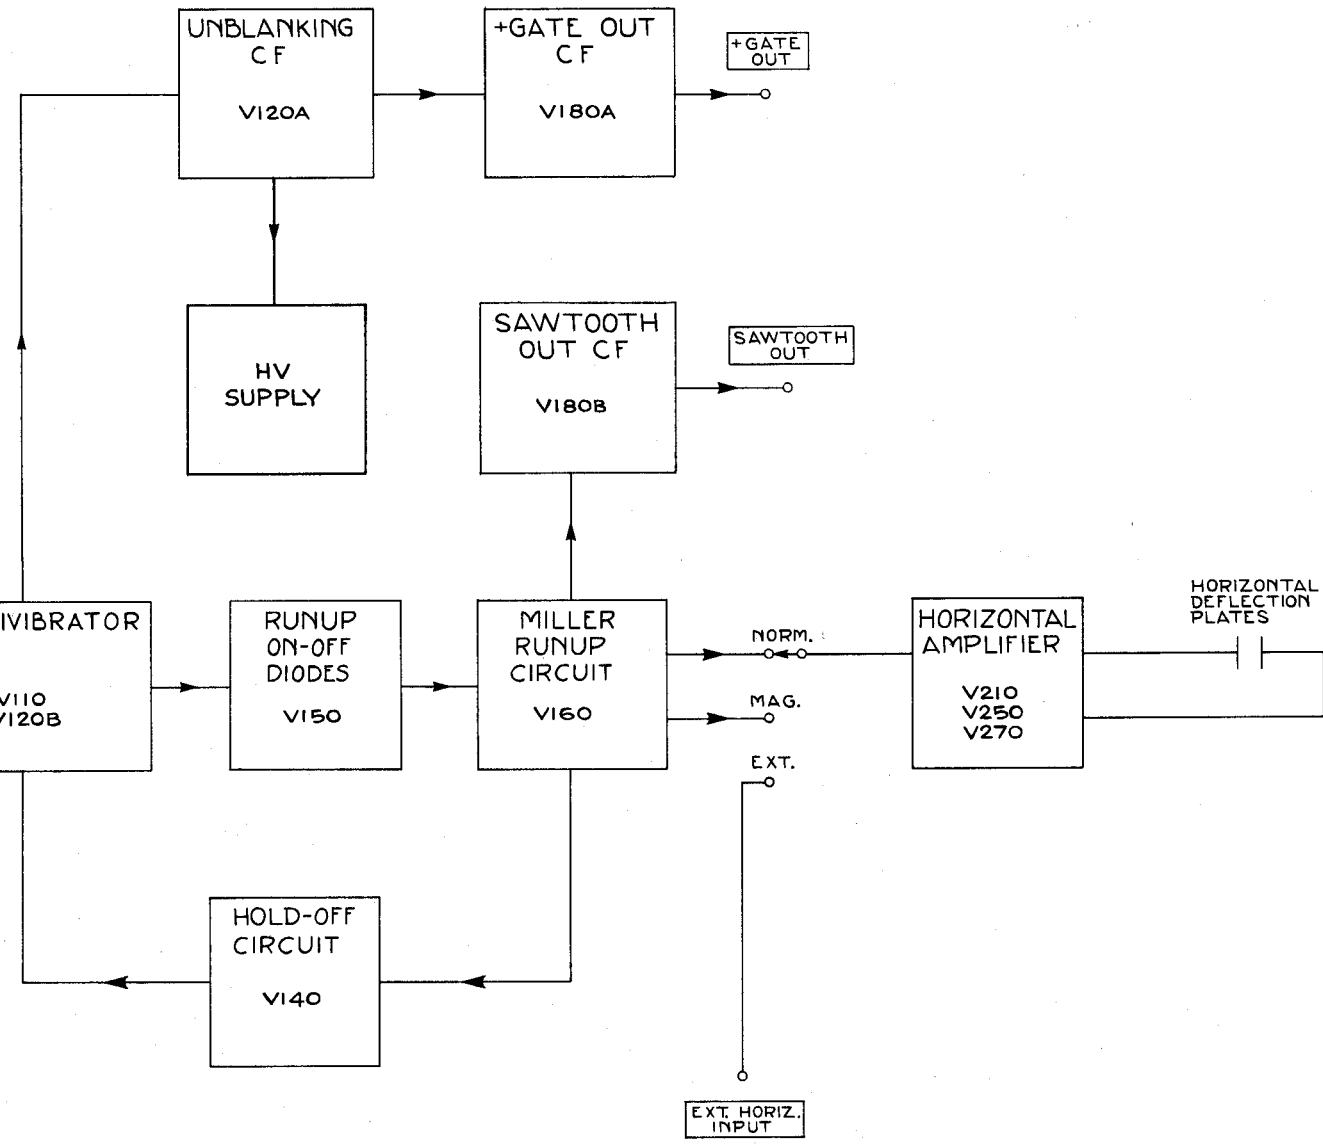 UNBLANKING
CF
V120A
+GATE OUT
CF
V180A
+GATE
OUT
HV
SUPPLY
SAWTOOTH
OUT CF
V180B
SAWTOOTH
OUT
IVIBRATOR
V110
V120B
RUNUP
ON-OFF
DIODES
V150
MILLER
RUNUP
CIRCUIT
V160
NORM.
MAG.
EXT.
HORIZONTAL
AMPLIFIER
V210
V250
V270
HORIZONTAL
DEFLECTION
PLATES
HOLD-OFF
CIRCUIT
V140
EXT. HORIZ.
INPUT